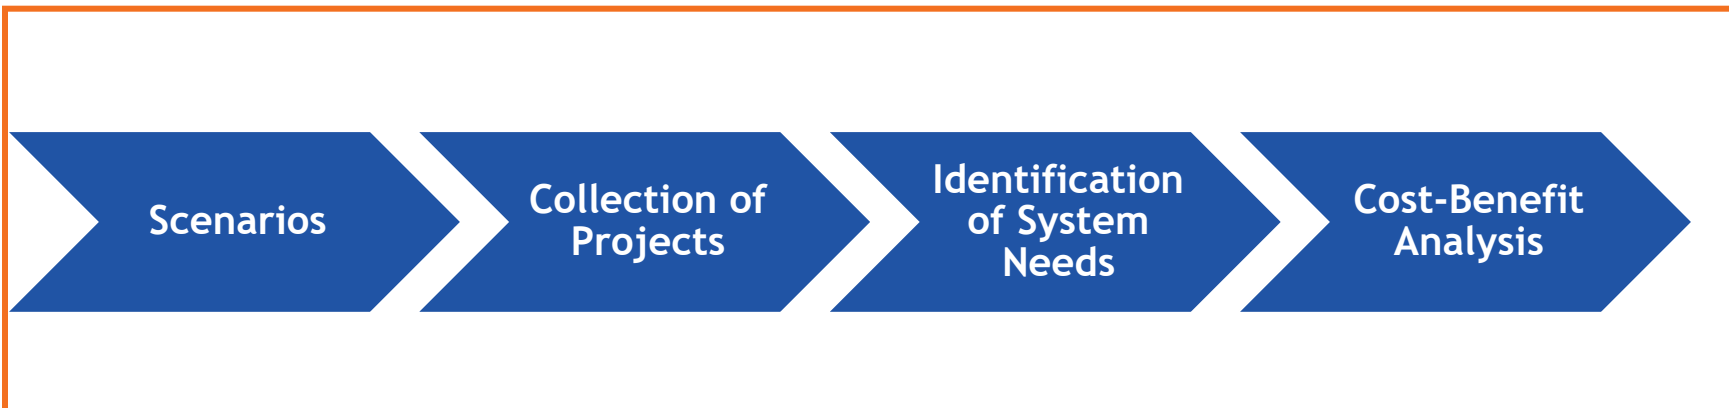 Scenarios
Collection of
Projects
Identification
of System
Needs
Cost-Benefit
Analysis